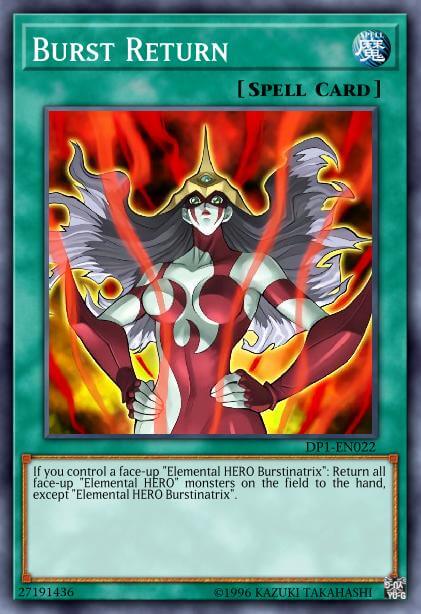 BURST RETURN
SPELL
魔
[SPELL CARD]
DP1-EN022
If you control a face-up "Elemental HERO Burstinatrix": Return all
face-up "Elemental HERO" monsters on the field to the hand,
except "Elemental HERO Burstinatrix".
27191436 ©1996 KAZUKI TAKAHASHI